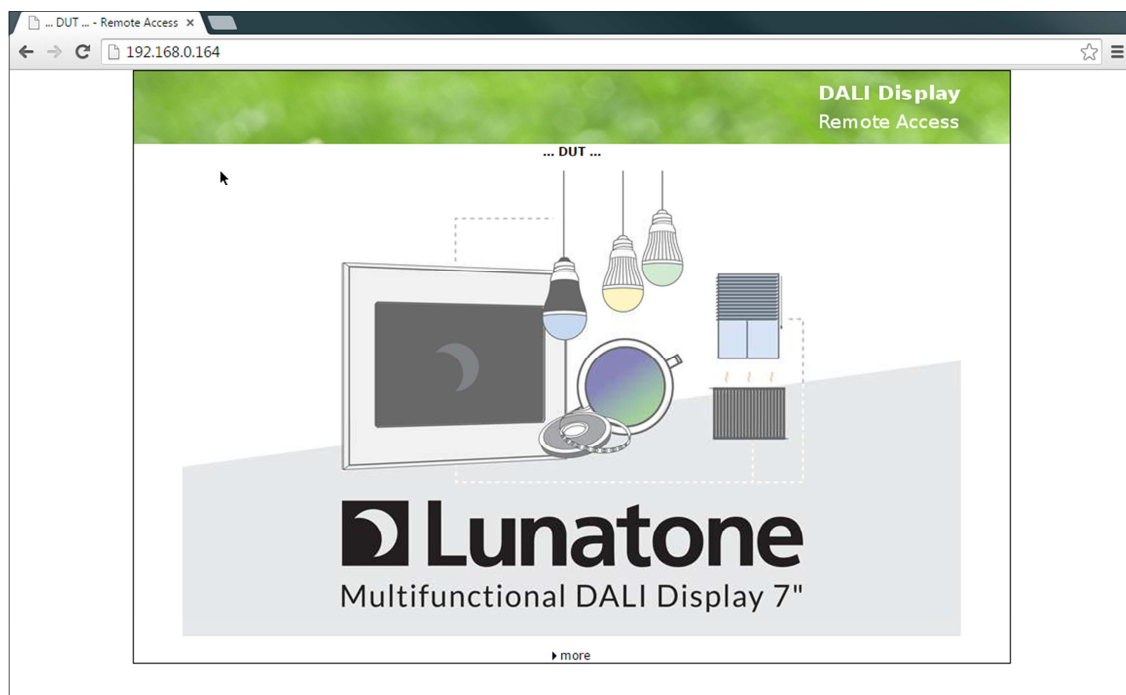 ... DUT ... - Remote Access ×
192.168.0.164
DALI Display
Remote Access
... DUT ...
Lunatone
Multifunctional DALI Display 7"
more